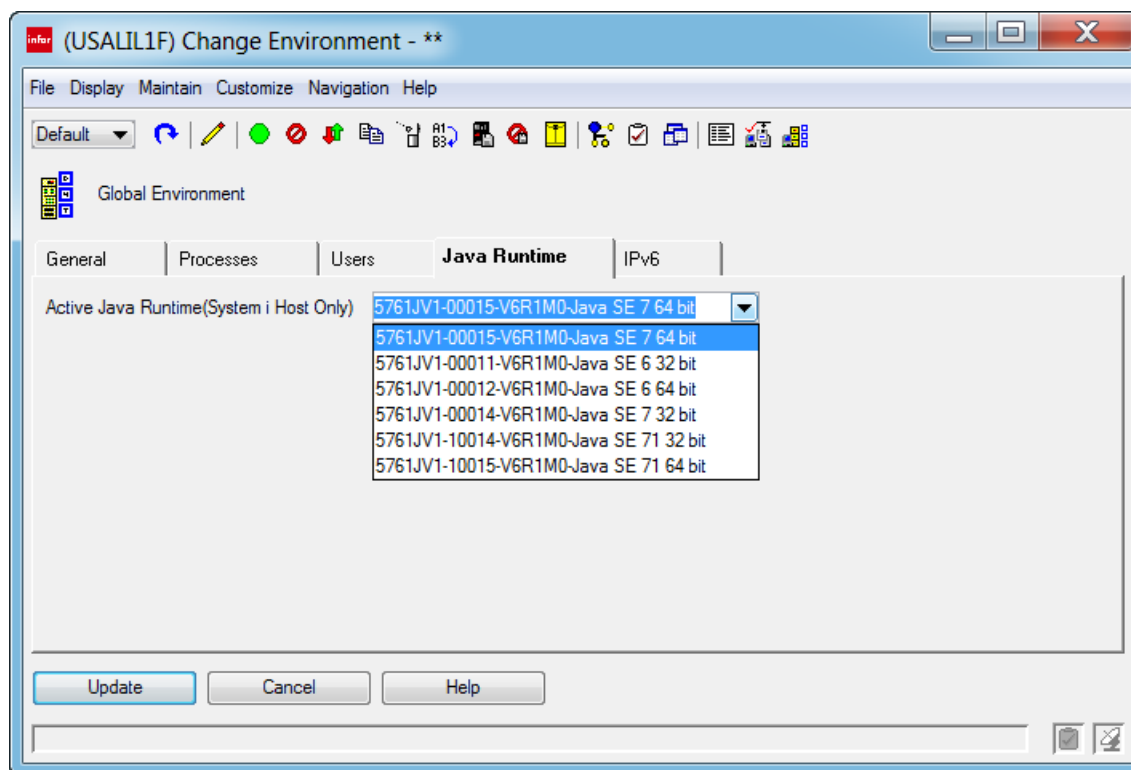 infor (USALIL1F) Change Environment - **
File Display Maintain Customize Navigation Help
Default
Global Environment
General Processes Users Java Runtime IPv6
Active Java Runtime(System i Host Only) 5761JV1-00015-V6R1M0-Java SE 7 64 bit
5761JV1-00015-V6R1M0-Java SE 7 64 bit
5761JV1-00011-V6R1M0-Java SE 6 32 bit
5761JV1-00012-V6R1M0-Java SE 6 64 bit
5761JV1-00014-V6R1M0-Java SE 7 32 bit
5761JV1-10014-V6R1M0-Java SE 71 32 bit
5761JV1-10015-V6R1M0-Java SE 71 64 bit
Update Cancel Help